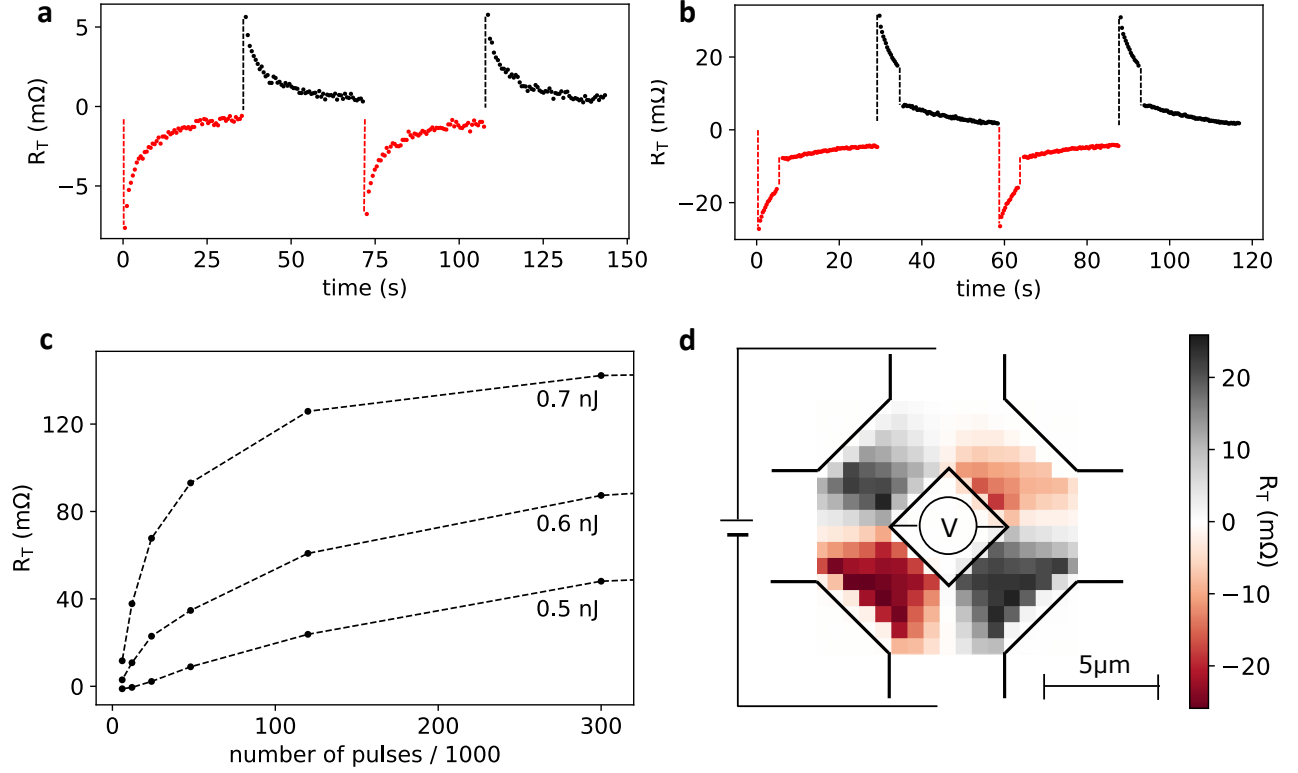 a
5
0
−5
R_T (mΩ)
0
25
50
75
100
125
150
time (s)
b
20
0
−20
R_T (mΩ)
0
20
40
60
80
100
120
time (s)
c
120
80
40
0
R_T (mΩ)
0.7 nJ
0.6 nJ
0.5 nJ
0
100
200
300
number of pulses / 1000
d
V
5μm
20
10
0
−10
−20
R_T (mΩ)